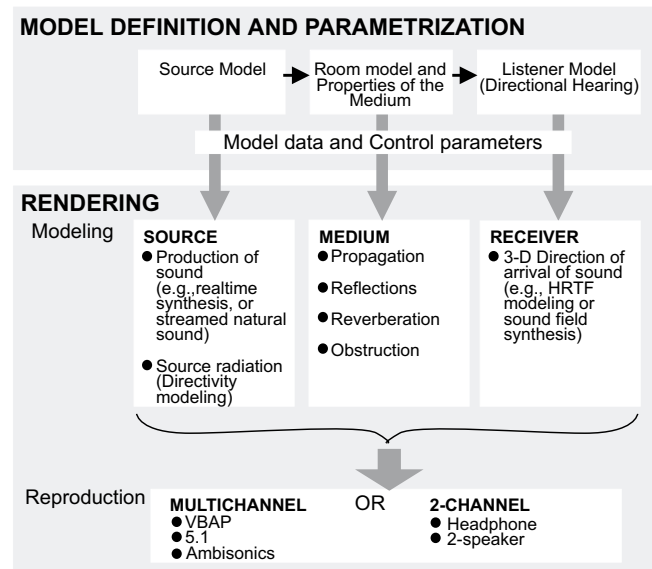 MODEL DEFINITION AND PARAMETRIZATION
Source Model
Room model and
Properties of the
Medium
Listener Model
(Directional Hearing)
Model data and Control parameters
RENDERING
Modeling
SOURCE
● Production of
sound
(e.g.,realtime
synthesis, or
streamed natural
sound)
● Source radiation
(Directivity
modeling)
MEDIUM
● Propagation
● Reflections
● Reverberation
● Obstruction
RECEIVER
● 3-D Direction of
arrival of sound
(e.g., HRTF
modeling or
sound field
synthesis)
Reproduction
MULTICHANNEL
● VBAP
● 5.1
● Ambisonics
OR
2-CHANNEL
● Headphone
● 2-speaker